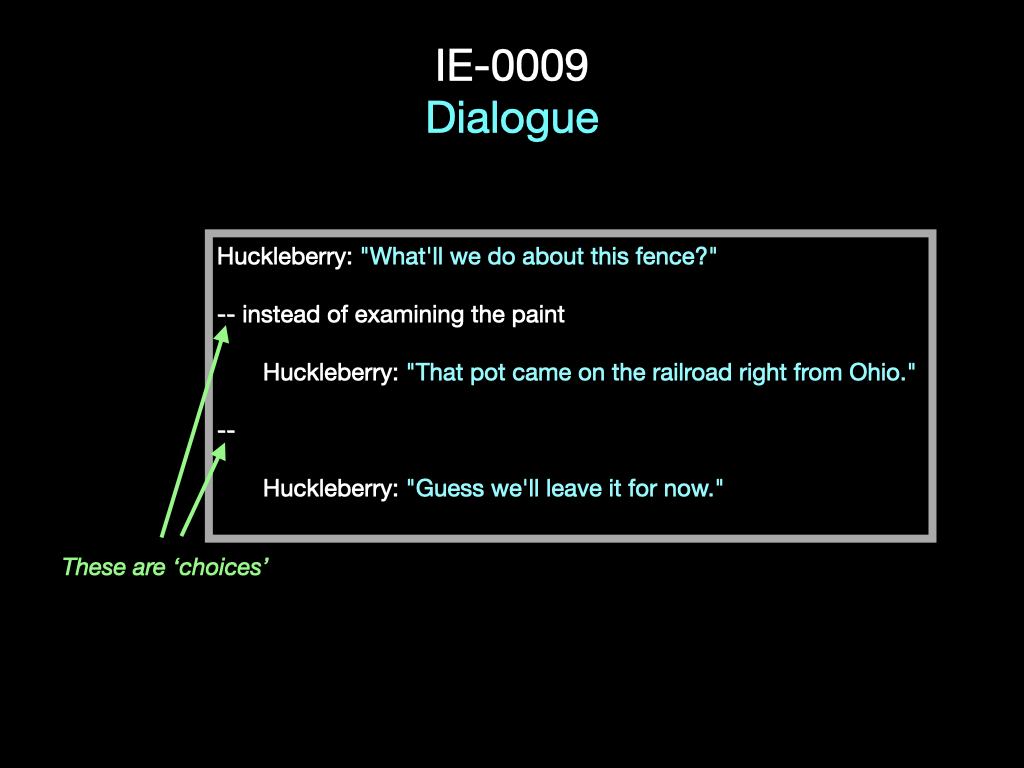 IE-0009
Dialogue
Huckleberry: "What'll we do about this fence?"
-- instead of examining the paint
Huckleberry: "That pot came on the railroad right from Ohio."
--
Huckleberry: "Guess we'll leave it for now."
These are ‘choices’